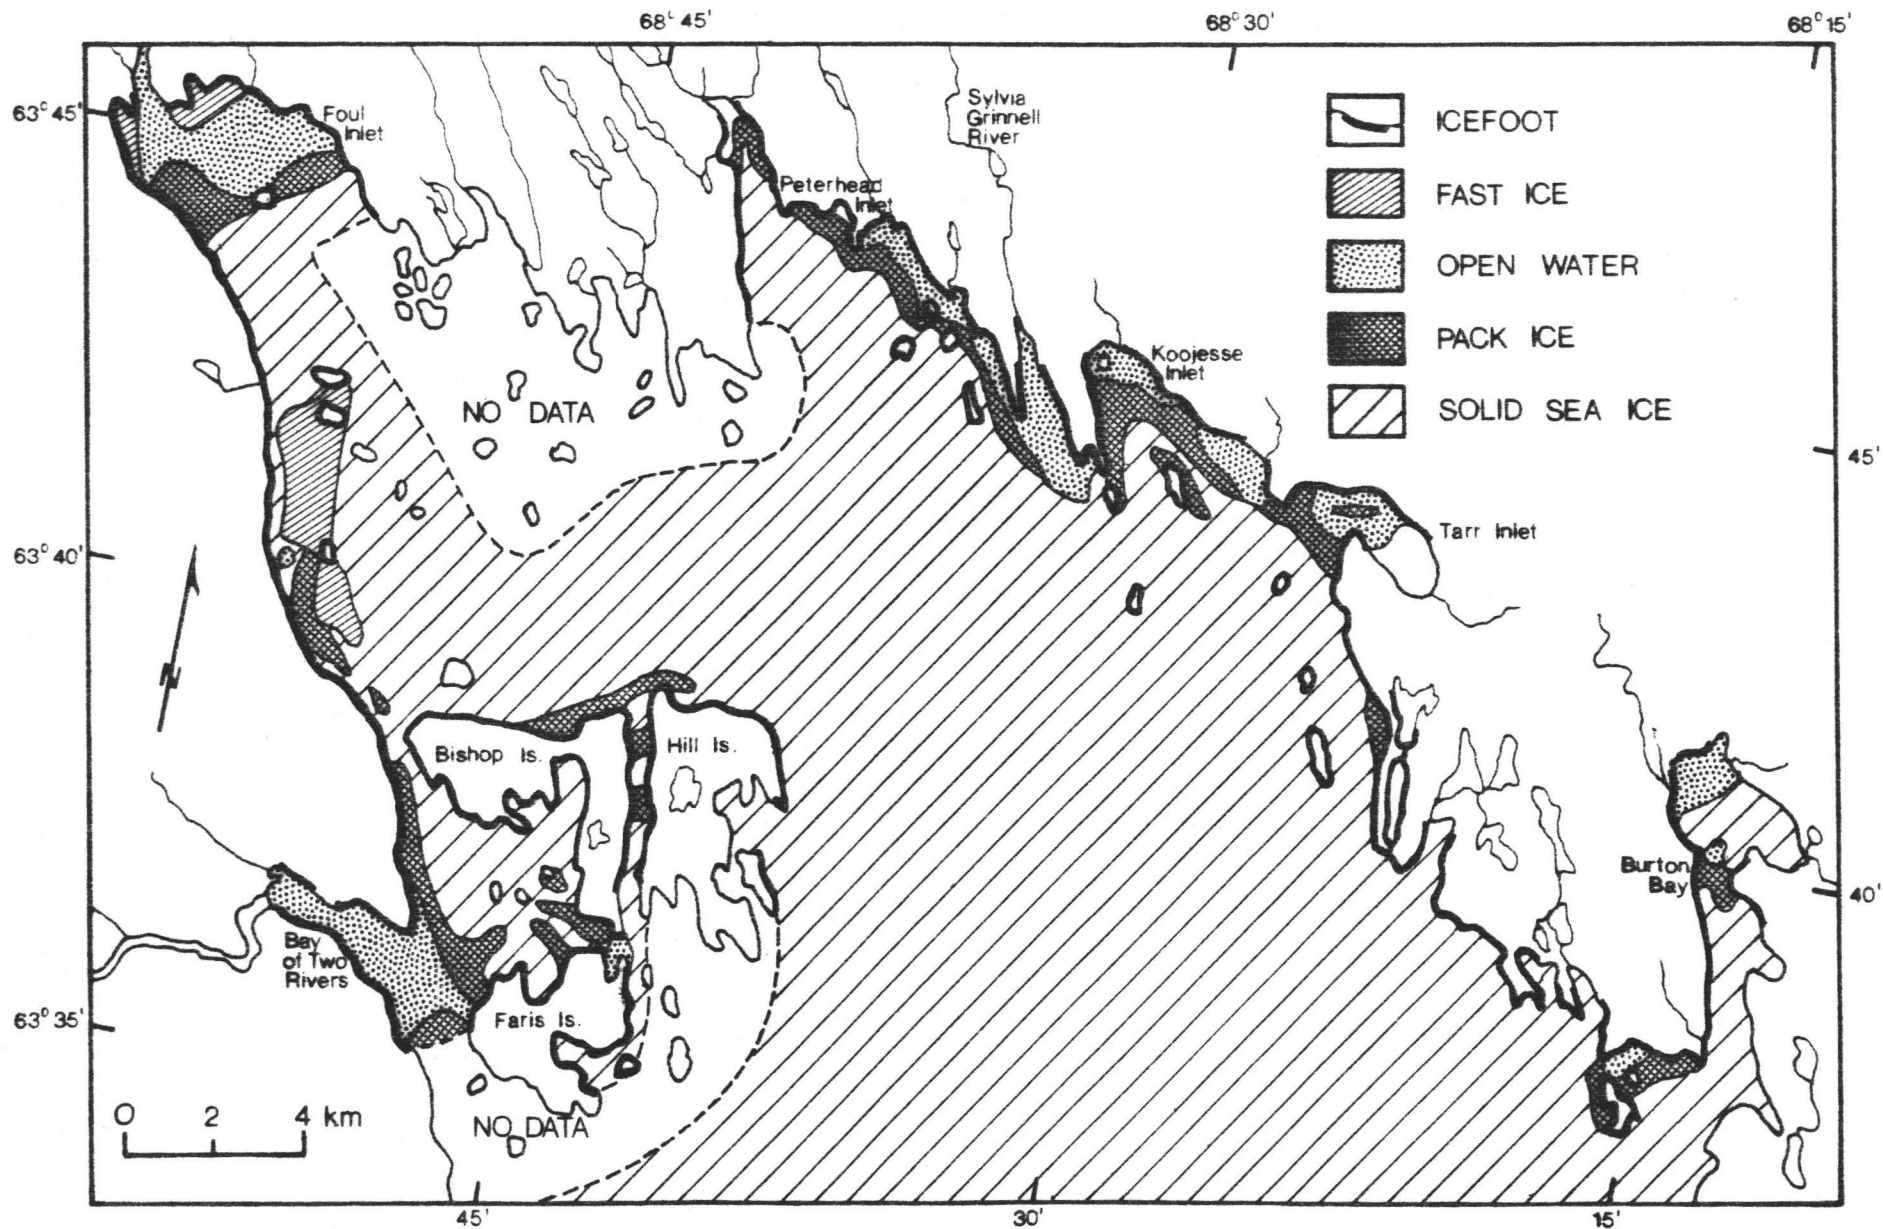 68° 45'
68° 30'
68° 15'
63° 45'
Foul
Inlet
Sylvia
Grinnell
River
Peterhead
Inlet
ICEFOOT
FAST ICE
OPEN WATER
PACK ICE
SOLID SEA ICE
Koojesse
Inlet
NO DATA
45'
Tarr Inlet
63° 40'
N
Bishop Is.
Hill Is.
Burton
Bay
40'
Bay
of Two
Rivers
Faris Is.
63° 35'
0 2 4 km
NO DATA
45'
30'
15'